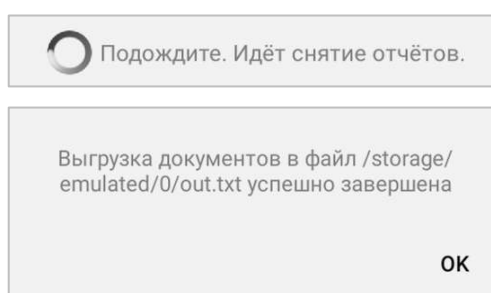 Подождите. Идёт снятие отчётов.
Выгрузка документов в файл /storage/
emulated/0/out.txt успешно завершена
OK